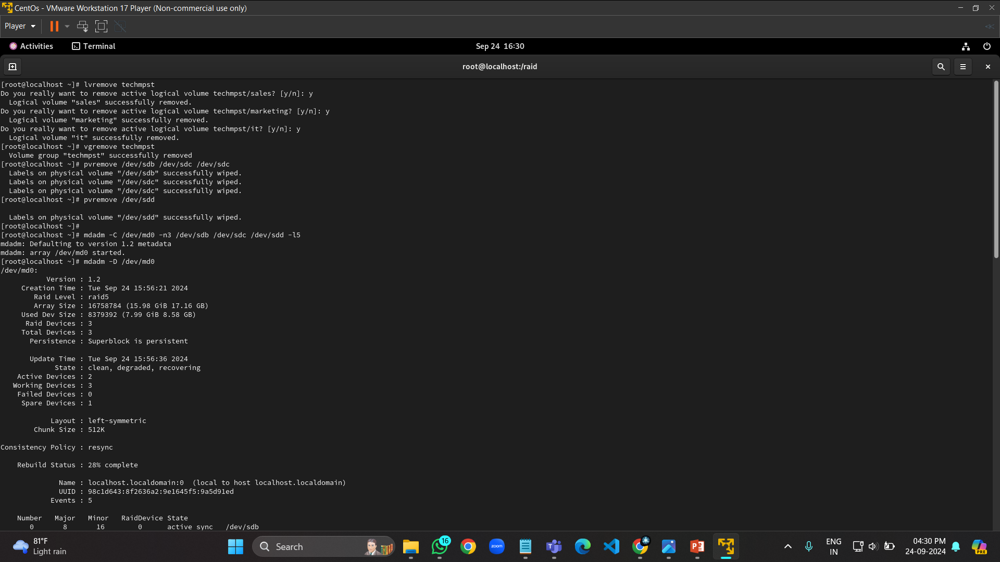 CentOs - VMware Workstation 17 Player (Non-commercial use only)
Player
Activities
Terminal
Sep 24 16:30
root@localhost:/raid
[root@localhost ~]# lvremove techmpst
Do you really want to remove active logical volume techmpst/sales? [y/n]: y
  Logical volume "sales" successfully removed.
Do you really want to remove active logical volume techmpst/marketing? [y/n]: y
  Logical volume "marketing" successfully removed.
Do you really want to remove active logical volume techmpst/it? [y/n]: y
  Logical volume "it" successfully removed.
[root@localhost ~]# vgremove techmpst
  Volume group "techmpst" successfully removed
[root@localhost ~]# pvremove /dev/sdb /dev/sdc /dev/sdc
  Labels on physical volume "/dev/sdb" successfully wiped.
  Labels on physical volume "/dev/sdc" successfully wiped.
  Labels on physical volume "/dev/sdc" successfully wiped.
[root@localhost ~]# pvremove /dev/sdd
  Labels on physical volume "/dev/sdd" successfully wiped.
[root@localhost ~]#
[root@localhost ~]# mdadm -C /dev/md0 -n3 /dev/sdb /dev/sdc /dev/sdd -l5
mdadm: Defaulting to version 1.2 metadata
mdadm: array /dev/md0 started.
[root@localhost ~]# mdadm -D /dev/md0
/dev/md0:
Version : 1.2
Creation Time : Tue Sep 24 15:56:21 2024
Raid Level : raid5
Array Size : 16758784 (15.98 GiB 17.16 GB)
Used Dev Size : 8379392 (7.99 GiB 8.58 GB)
Raid Devices : 3
Total Devices : 3
Persistence : Superblock is persistent
Update Time : Tue Sep 24 15:56:36 2024
State : clean, degraded, recovering
Active Devices : 2
Working Devices : 3
Failed Devices : 0
Spare Devices : 1
Layout : left-symmetric
Chunk Size : 512K
Consistency Policy : resync
Rebuild Status : 28% complete
Name : localhost.localdomain:0  (local to host localhost.localdomain)
UUID : 98c1d643:8f2636a2:9e1645f5:9a5d91ed
Events : 5
Number   Major   Minor   RaidDevice State
0       8       16        0      active sync   /dev/sdb
81°F
Light rain
Search
16
zoom
ENG
IN
04:30 PM
24-09-2024
PRE